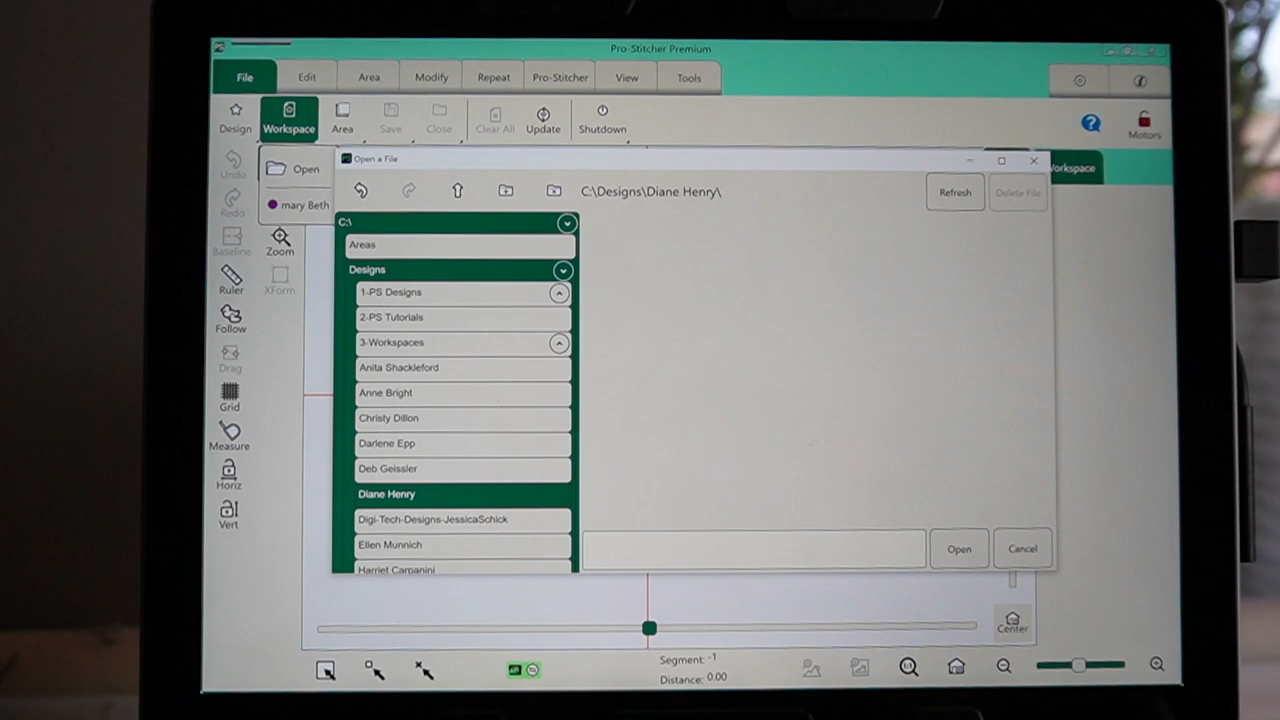 Pro-Stitcher Premium
File Edit Area Modify Repeat Pro-Stitcher View Tools
Design Workspace Area Save Close Clear All Update Shutdown Motors
Undo
Redo
Baseline
Ruler
Follow
Drag
Grid
Measure
Horiz
Vert
Open
mary Beth
Zoom
XForm
Open a File
orkspace
C:\Designs\Diane Henry\
Refresh Delete File
C:\
Areas
Designs
1-PS Designs
2-PS Tutorials
3-Workspaces
Anita Shackleford
Anne Bright
Christy Dillon
Darlene Epp
Deb Geissler
Diane Henry
Digi-Tech-Designs-JessicaSchick
Ellen Munnich
Harriet Carpanini
Open Cancel
Center
Segment: -1
Distance: 0.00
1:1